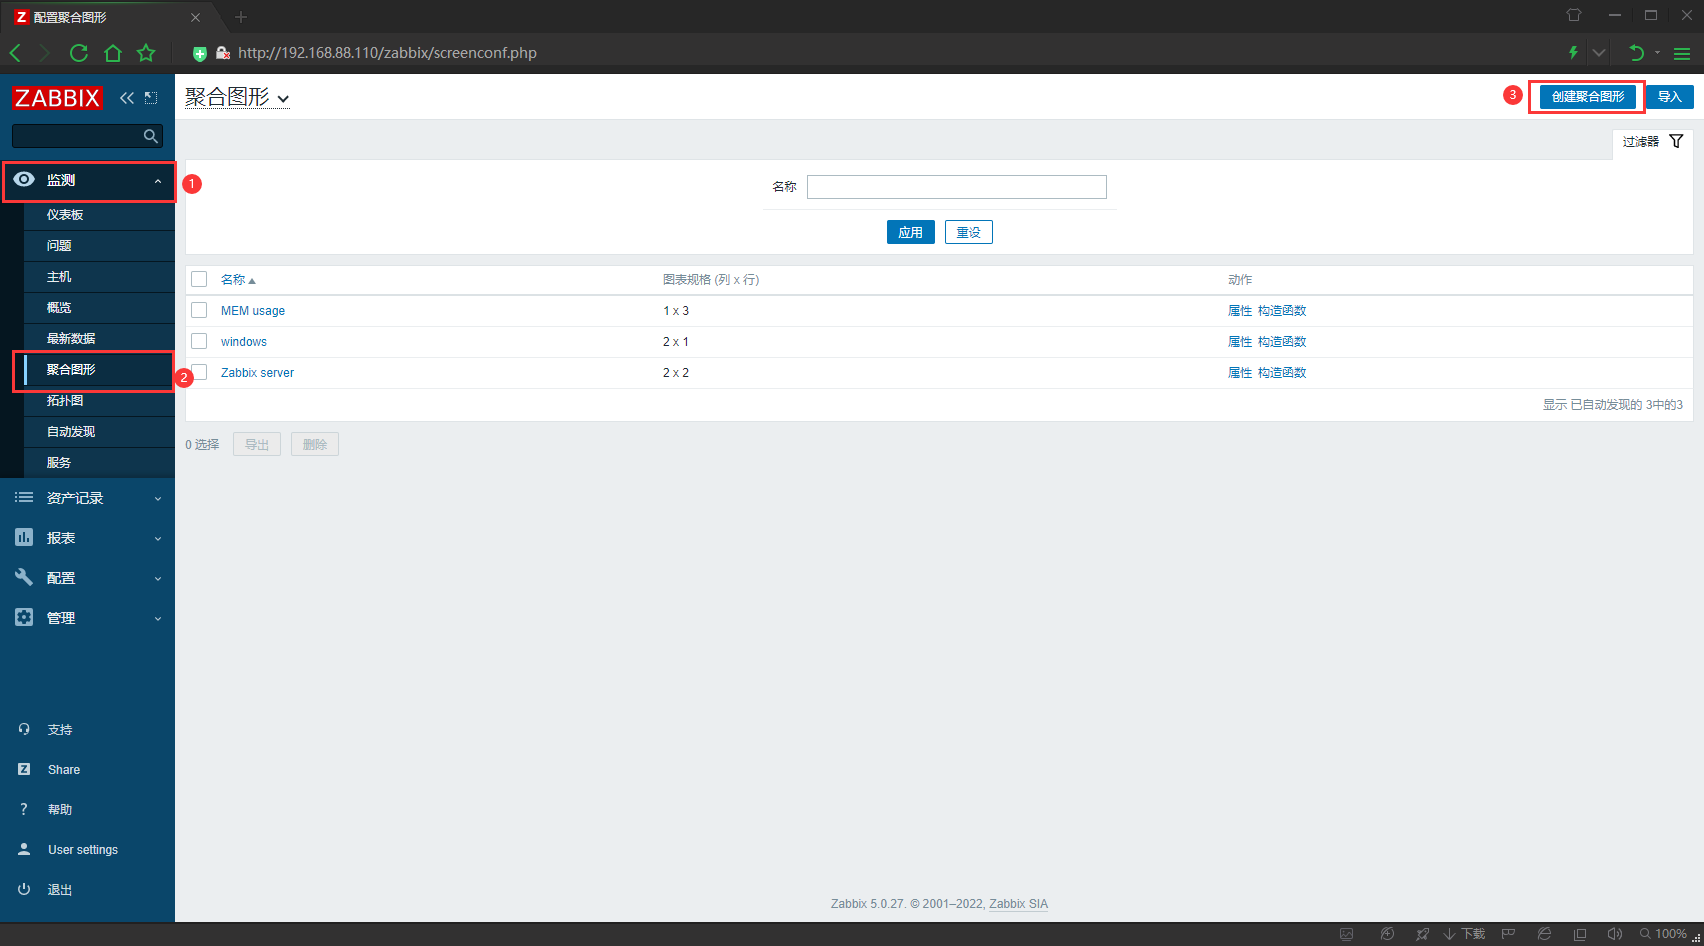 Z 配置聚合图形
http://192.168.88.110/zabbix/screenconf.php
ZABBIX
聚合图形
3
创建聚合图形
导入
过滤器
监测
1
名称
仪表板
应用 重设
问题
主机
名称 图表规格 (列 x 行) 动作
概览
MEM usage 1 x 3 属性 构造函数
最新数据
windows 2 x 1 属性 构造函数
聚合图形
2
Zabbix server 2 x 2 属性 构造函数
拓扑图
显示 已自动发现的 3中的3
自动发现
0 选择 导出 删除
服务
资产记录
报表
配置
管理
支持
Z Share
? 帮助
User settings
退出
Zabbix 5.0.27. © 2001–2022, Zabbix SIA
下载
100%